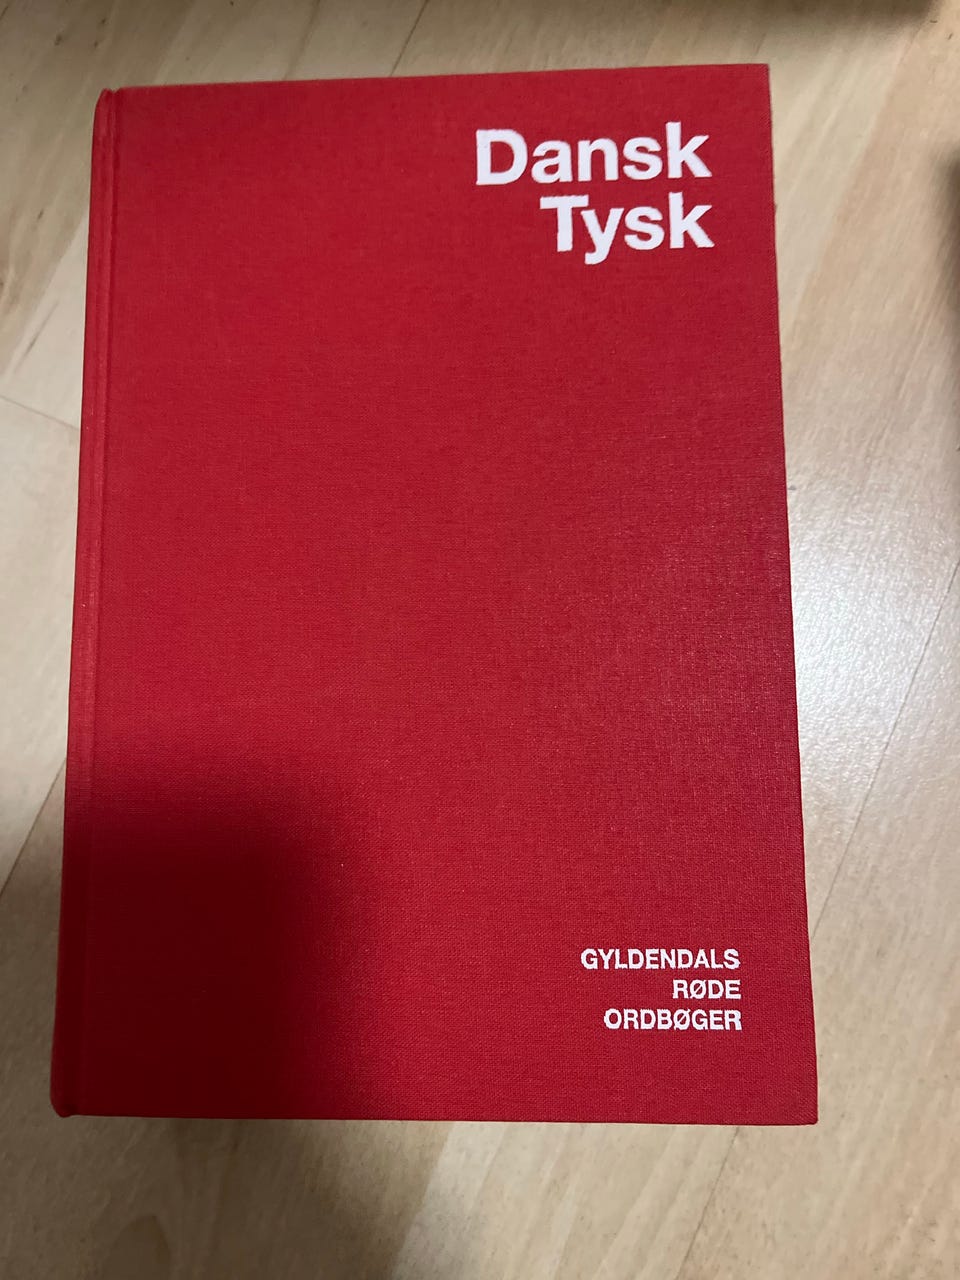 Dansk
Tysk
GYLDENDALS
RØDE
ORDBØGER